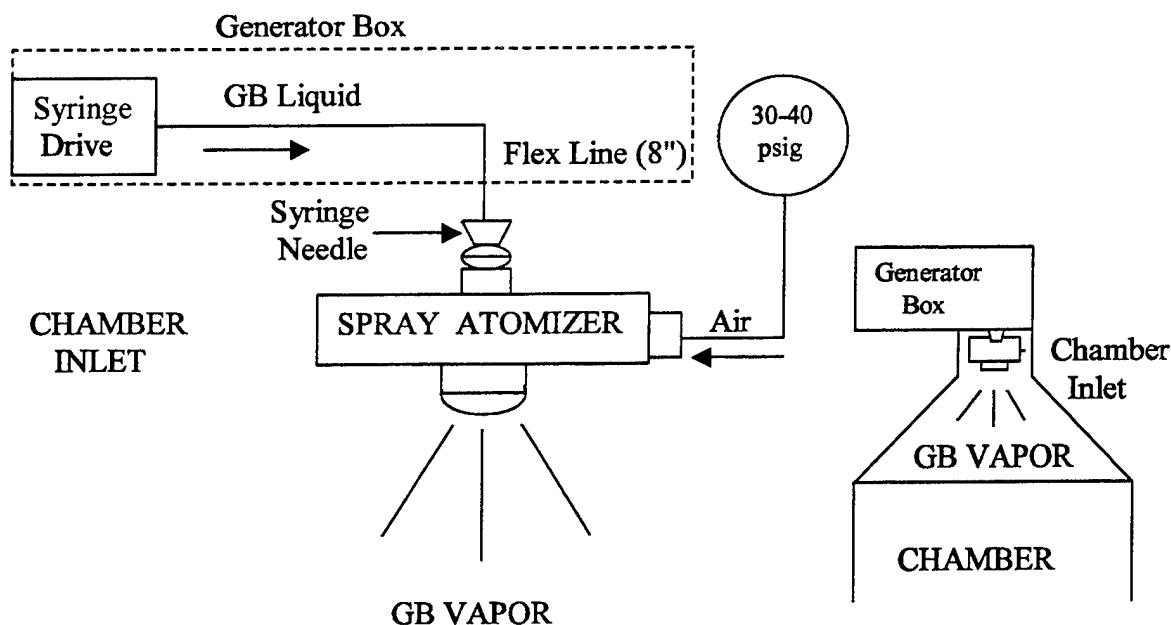 Generator Box
Syringe
Drive
GB Liquid
Flex Line (8")
30-40
psig
Syringe
Needle
CHAMBER
INLET
SPRAY ATOMIZER
Air
GB VAPOR
Generator
Box
Chamber
Inlet
GB VAPOR
CHAMBER